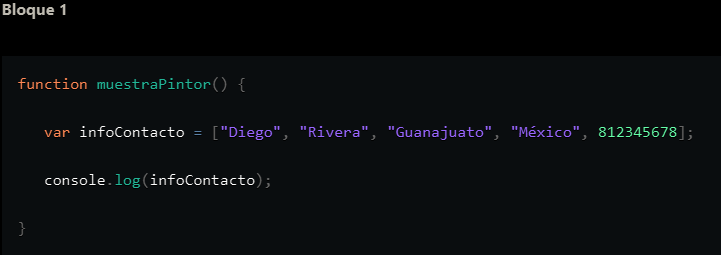 Bloque 1
function muestraPintor() {
var infoContacto = ["Diego", "Rivera", "Guanajuato", "México", 812345678];
console.log(infoContacto);
}